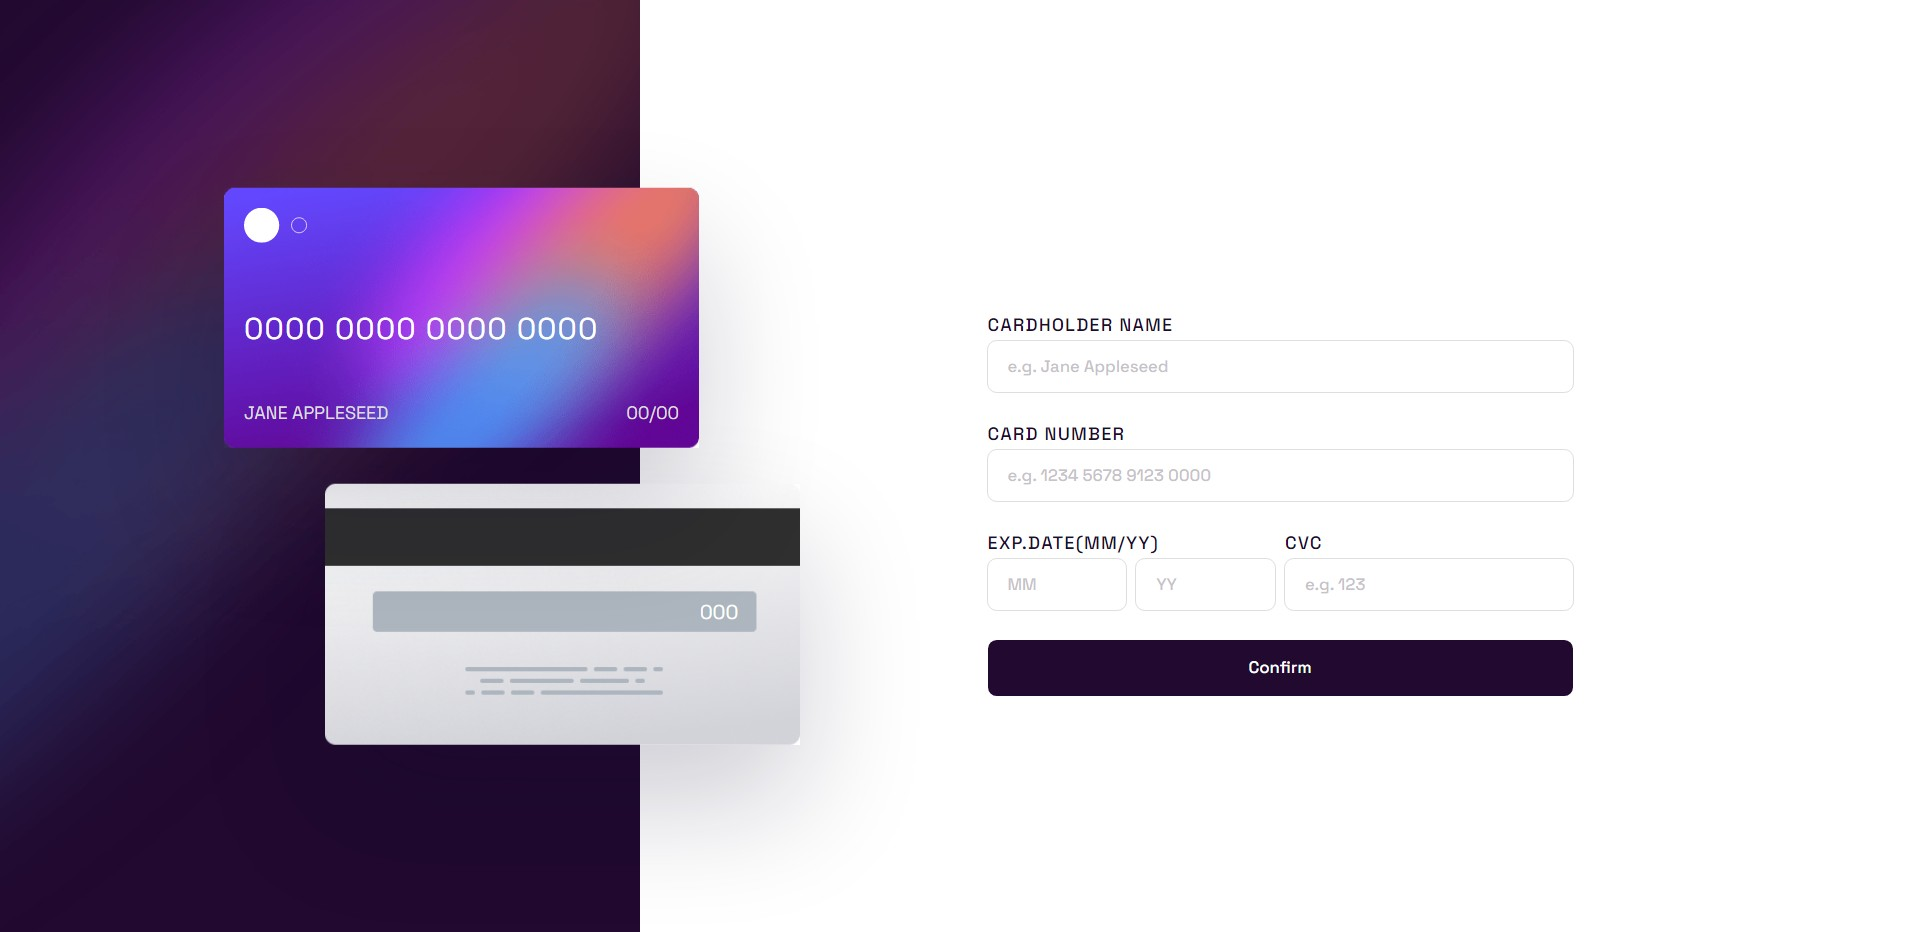 0000 0000 0000 0000
JANE APPLESEED 00/00
000
CARDHOLDER NAME
e.g. Jane Appleseed
CARD NUMBER
e.g. 1234 5678 9123 0000
EXP.DATE(MM/YY) CVC
MM YY e.g. 123
Confirm